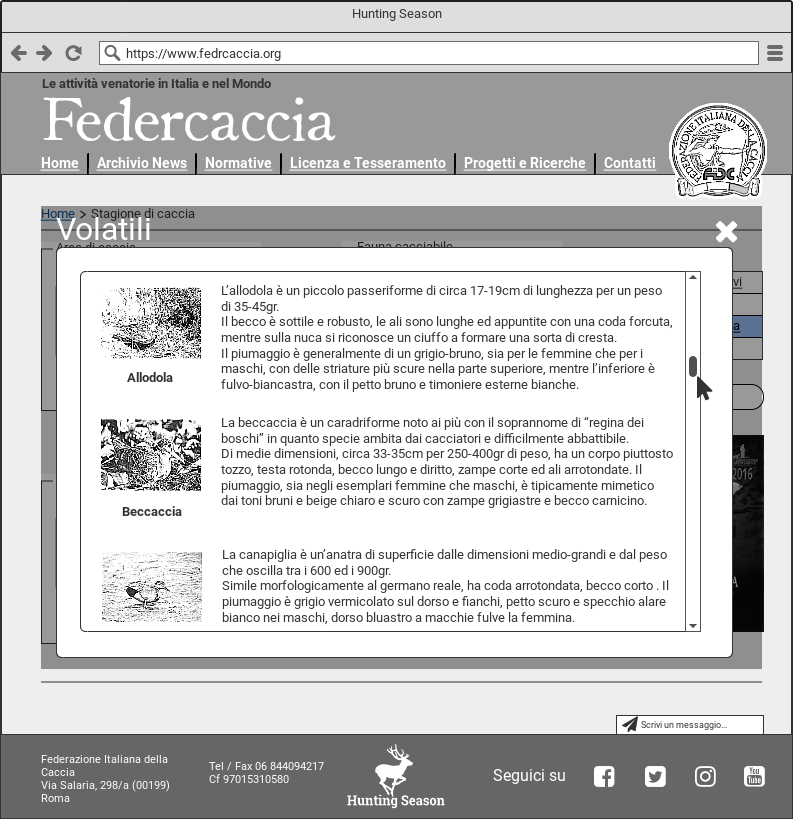 Hunting Season
https://www.fedrcaccia.org
Le attività venatorie in Italia e nel Mondo
Federcaccia
Home Archivio News Normative Licenza e Tesseramento Progetti e Ricerche Contatti
FEDERAZIONE ITALIANA DELLA CACCIA
FIDC
Home > Stagione di caccia
Volatili
Arco di caccia Fauna cacciabile
L'allodola è un piccolo passeriforme di circa 17-19cm di lunghezza per un peso
di 35-45gr.
Il becco è sottile e robusto, le ali sono lunghe ed appuntite con una coda forcuta,
mentre sulla nuca si riconosce un ciuffo a formare una sorta di cresta.
Il piumaggio è generalmente di un grigio-bruno, sia per le femmine che per i
maschi, con delle striature più scure nella parte superiore, mentre l'inferiore è
fulvo-biancastra, con il petto bruno e timoniere esterne bianche.
Allodola
La beccaccia è un caradriforme noto ai più con il soprannome di “regina dei
boschi” in quanto specie ambita dai cacciatori e difficilmente abbattibile.
Di medie dimensioni, circa 33-35cm per 250-400gr di peso, ha un corpo piuttosto
tozzo, testa rotonda, becco lungo e diritto, zampe corte ed ali arrotondate. Il
piumaggio, sia negli esemplari femmine che maschi, è tipicamente mimetico
dai toni bruni e beige chiaro e scuro con zampe grigiastre e becco carnicino.
Beccaccia
La canapiglia è un'anatra di superficie dalle dimensioni medio-grandi e dal peso
che oscilla tra i 600 ed i 900gr.
Simile morfologicamente al germano reale, ha coda arrotondata, becco corto . Il
piumaggio è grigio vermicolato sul dorso e fianchi, petto scuro e specchio alare
bianco nei maschi, dorso bluastro a macchie fulve la femmina.
vi
a
2016
A
Scrivi un messaggio...
Federazione Italiana della
Caccia
Via Salaria, 298/a (00199)
Roma
Tel / Fax 06 844094217
Cf 97015310580
Hunting Season
Seguici su
You
Tube